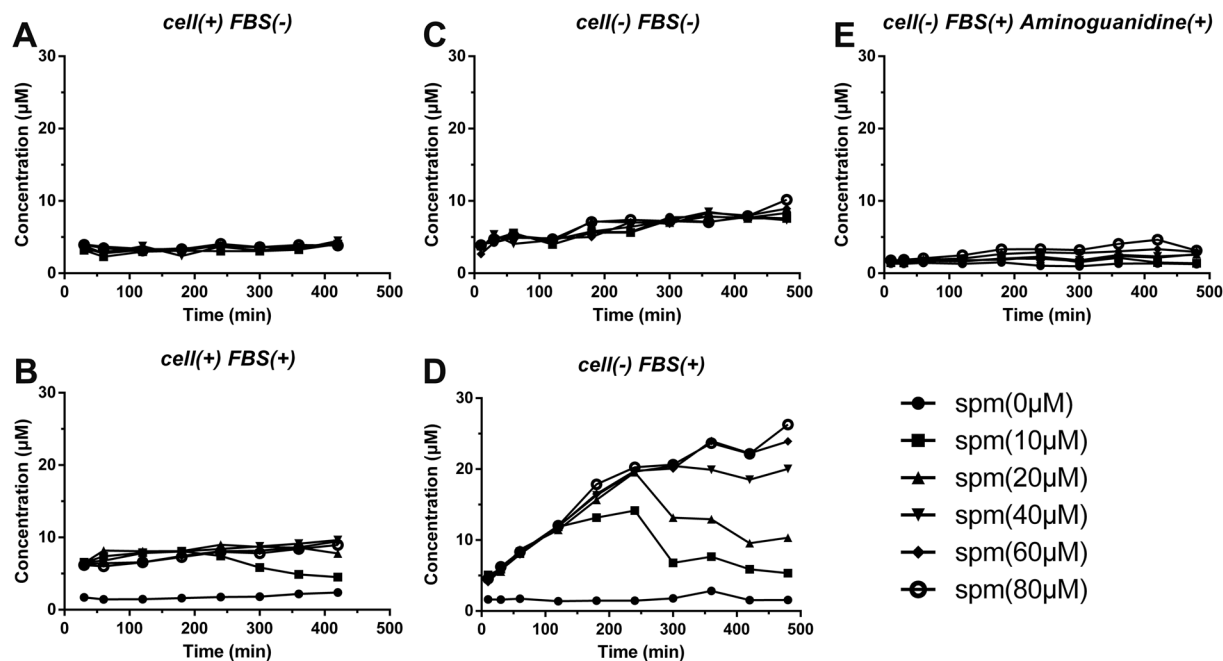 A
cell(+) FBS(-)
Concentration (µM)
30
20
10
0
0 100 200 300 400 500
Time (min)
C
cell(-) FBS(-)
Concentration (µM)
30
20
10
0
0 100 200 300 400 500
Time (min)
E
cell(-) FBS(+) Aminoguanidine(+)
Concentration (µM)
30
20
10
0
0 100 200 300 400 500
Time (min)
B
cell(+) FBS(+)
Concentration (µM)
30
20
10
0
0 100 200 300 400 500
Time (min)
D
cell(-) FBS(+)
Concentration (µM)
30
20
10
0
0 100 200 300 400 500
Time (min)
spm(0µM)
spm(10µM)
spm(20µM)
spm(40µM)
spm(60µM)
spm(80µM)